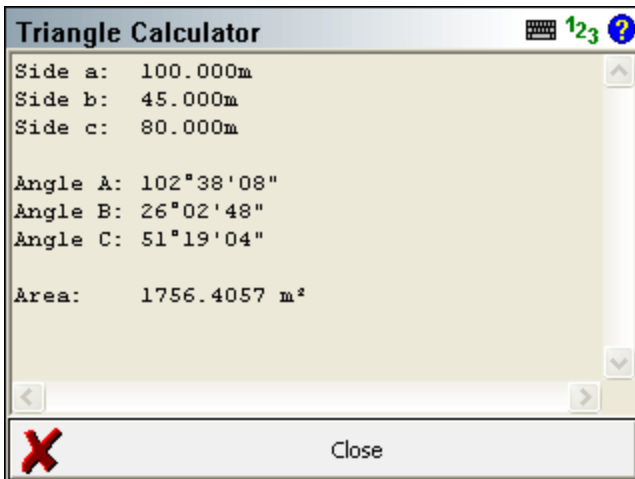 Triangle Calculator 123 ?
Side a: 100.000m
Side b: 45.000m
Side c: 80.000m
Angle A: 102°38'08"
Angle B: 26°02'48"
Angle C: 51°19'04"
Area: 1756.4057 m²
Close